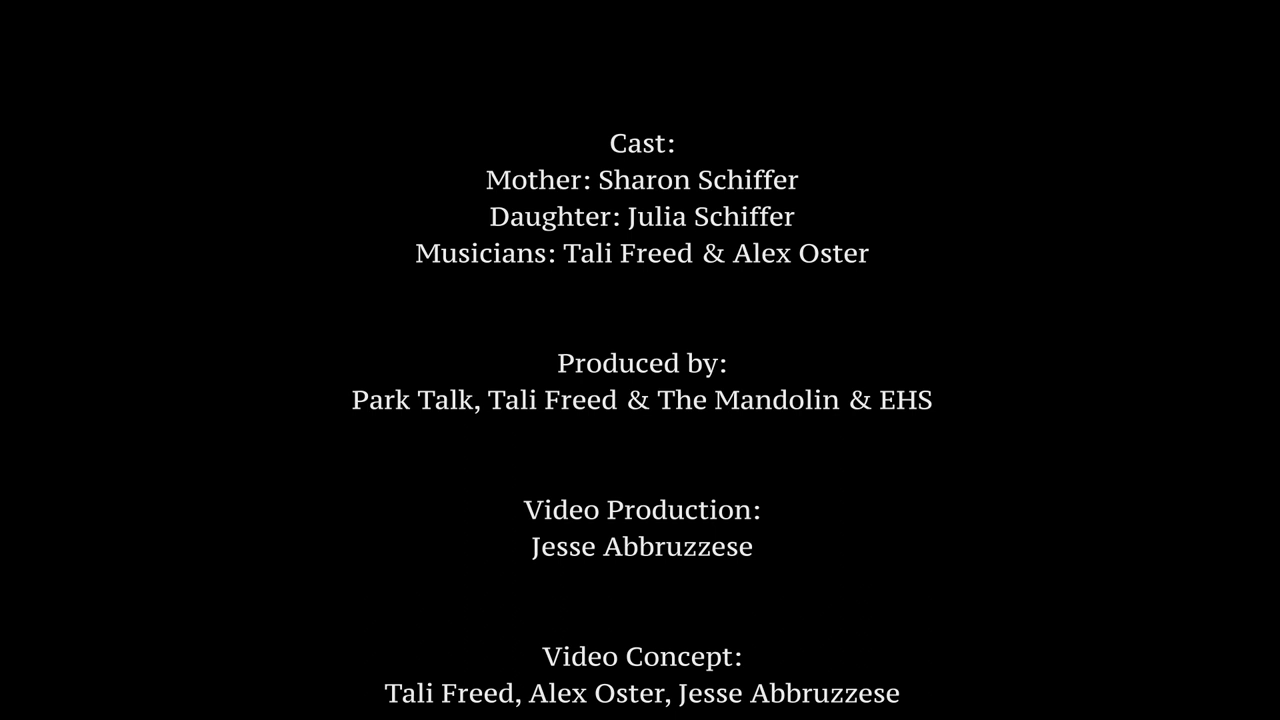 Cast:
Mother: Sharon Schiffer
Daughter: Julia Schiffer
Musicians: Tali Freed & Alex Oster
Produced by:
Park Talk, Tali Freed & The Mandolin & EHS
Video Production:
Jesse Abbruzzese
Video Concept:
Tali Freed, Alex Oster, Jesse Abbruzzese